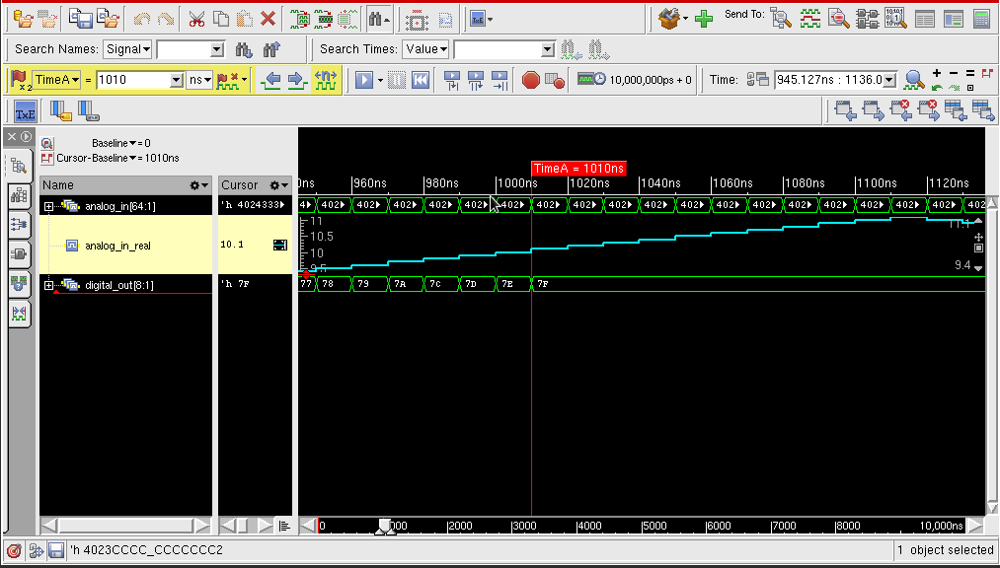 Send To:
Search Names: Signal
Search Times: Value
x2 TimeA = 1010 ns
10,000,000ps + 0
Time: 945.127ns : 1136.0
TxE
Baseline = 0
Cursor-Baseline = 1010ns
TimeA = 1010ns
Name Cursor
0ns 960ns 980ns 1000ns 1020ns 1040ns 1060ns 1080ns 1100ns 1120ns
analog_in[64:1] 'h 4024333 402 402 402 402 402 402 402 402 402 402 402 402 402 402 402 402 402 402 402
11 11.1
10.5
analog_in_real 10.1 10
9.5 9.4
digital_out[8:1] 'h 7F 77 78 79 7A 7C 7D 7E 7F
0 2000 3000 4000 5000 6000 7000 8000 10,000ns
'h 4023CCCC_CCCCCCC2 1 object selected